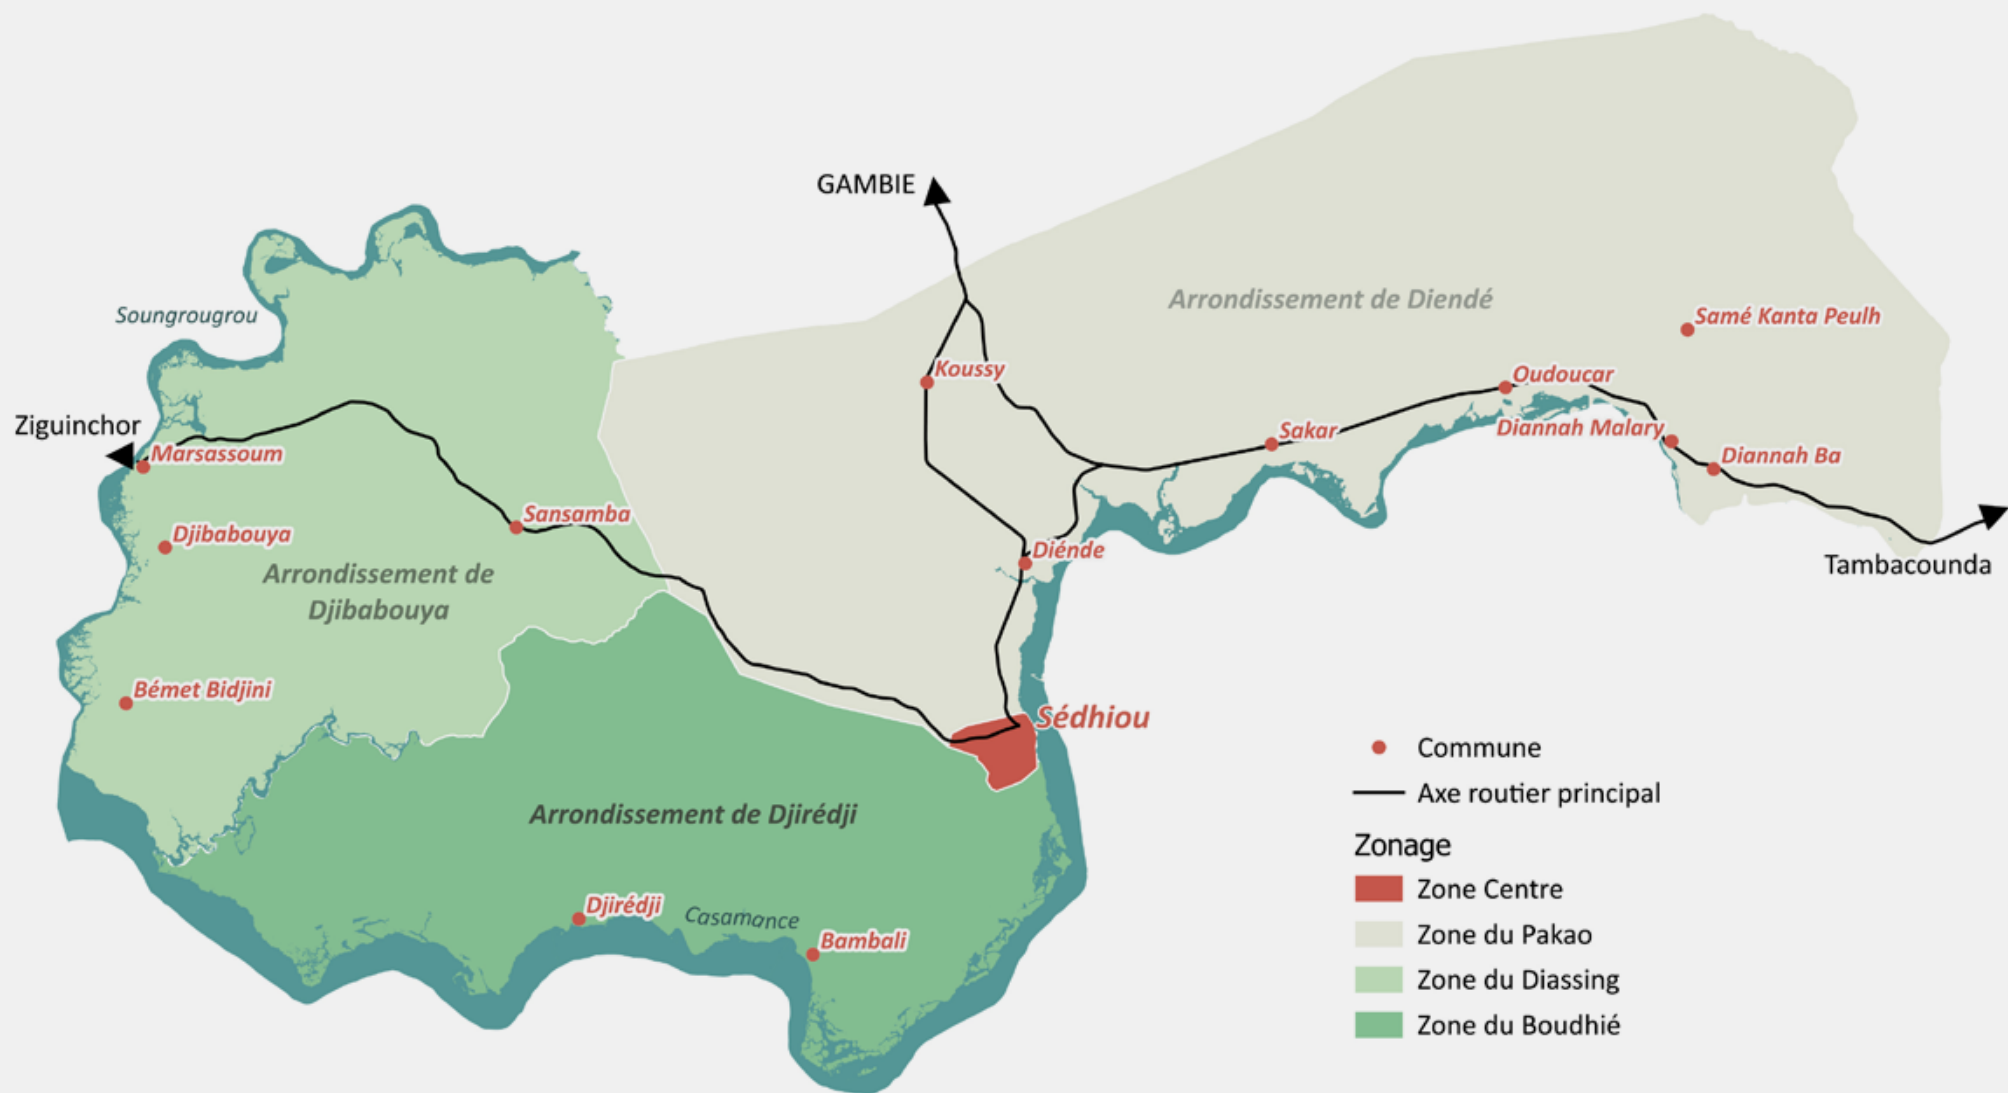 GAMBIE
Soungrougrou
Arrondissement de Diendé
Samé Kanta Peulh
Koussy
Oudoucar
Ziguinchor
Marsassoum
Sakar
Diannah Malary
Diannah Ba
Sansamba
Djibabouya
Diénde
Tambacounda
Arrondissement de
Djibabouya
Bémet Bidjini
Sédhiou
Arrondissement de Djirédji
Djirédji
Casamance
Bambali
Commune
Axe routier principal
Zonage
Zone Centre
Zone du Pakao
Zone du Diassing
Zone du Boudhié